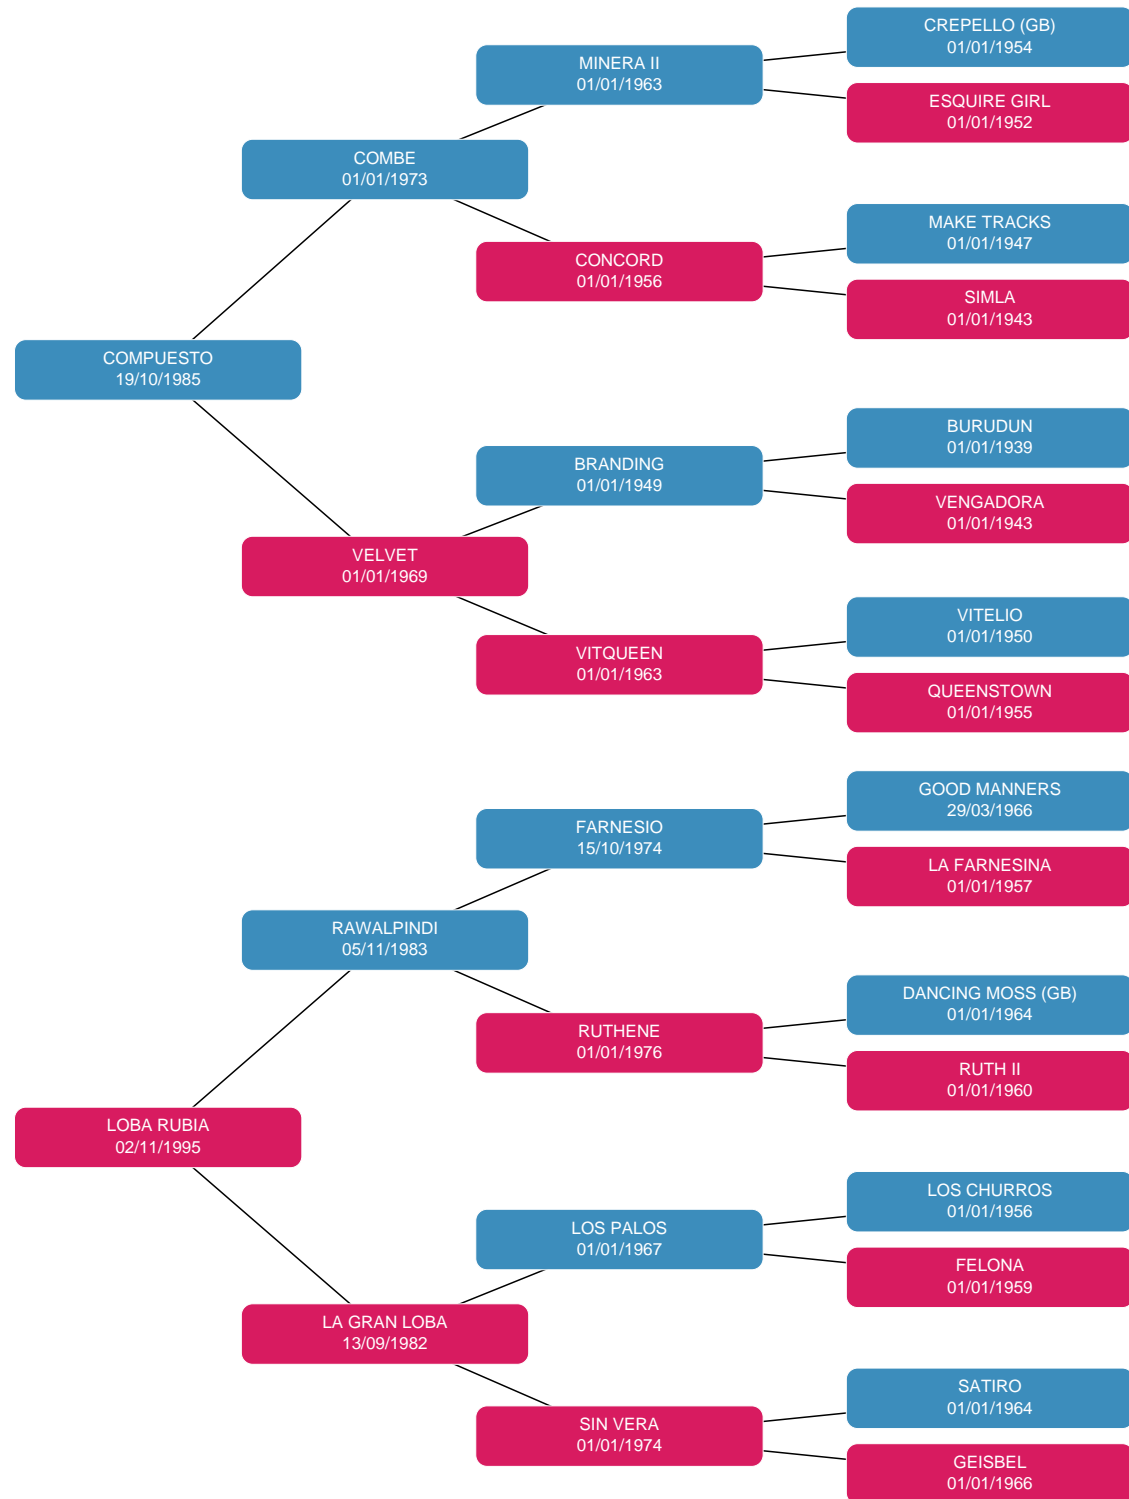 CREPELLO (GB)
01/01/1954
MINERA II
01/01/1963
ESQUIRE GIRL
01/01/1952
COMBE
01/01/1973
MAKE TRACKS
01/01/1947
CONCORD
01/01/1956
SIMLA
01/01/1943
COMPUESTO
19/10/1985
BURUDUN
01/01/1939
BRANDING
01/01/1949
VENGADORA
01/01/1943
VELVET
01/01/1969
VITELIO
01/01/1950
VITQUEEN
01/01/1963
QUEENSTOWN
01/01/1955
GOOD MANNERS
29/03/1966
FARNESIO
15/10/1974
LA FARNESINA
01/01/1957
RAWALPINDI
05/11/1983
DANCING MOSS (GB)
01/01/1964
RUTHENE
01/01/1976
RUTH II
01/01/1960
LOBA RUBIA
02/11/1995
LOS CHURROS
01/01/1956
LOS PALOS
01/01/1967
FELONA
01/01/1959
LA GRAN LOBA
13/09/1982
SATIRO
01/01/1964
SIN VERA
01/01/1974
GEISBEL
01/01/1966